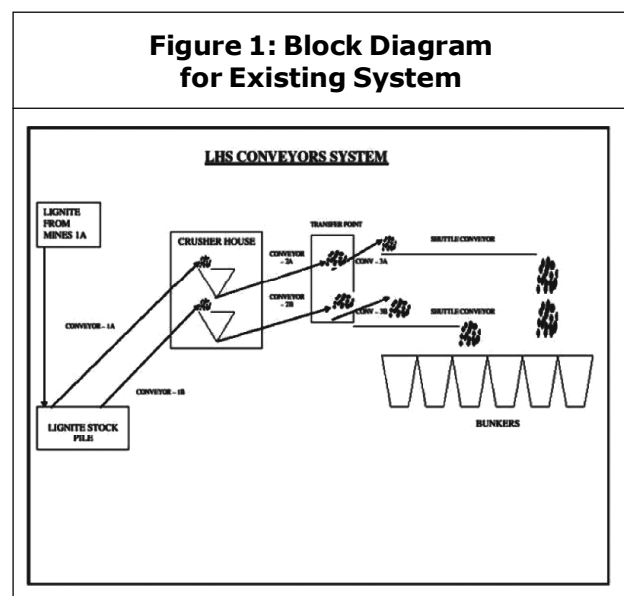 Figure 1: Block Diagram
for Existing System
LHS CONVEYORS SYSTEM
LIGNITE
FROM
MINES 1A
CRUSHER HOUSE
TRANSFER POINT
CONVEYOR
- 2A
CONV - 3A
SHUTTLE CONVEYOR
CONVEYOR
- 2B
CONV - 3B
SHUTTLE CONVEYOR
CONVEYOR - 1A
CONVEYOR - 1B
LIGNITE STOCK
PILE
BUNKERS